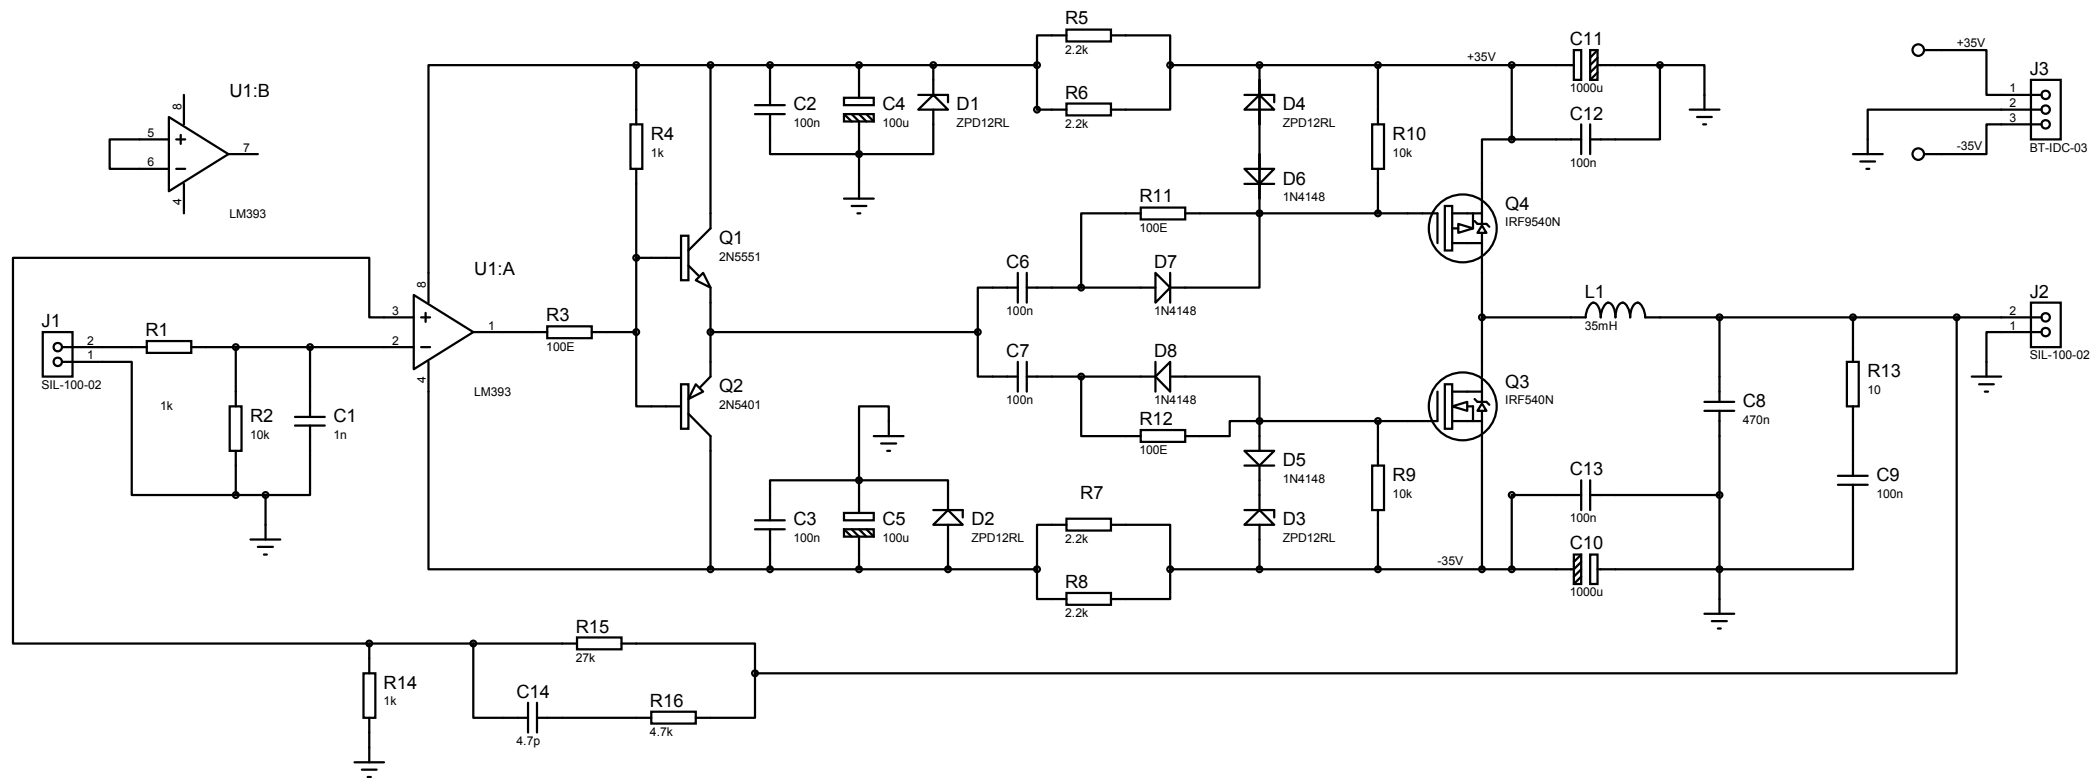 R5
2.2k
R6
2.2k
+35V
C11
1000u
C12
100n
+35V
J3
1
2
3
BT-IDC-03
-35V
U1:B
8
5
6
7
4
LM393
R4
1k
C2
100n
C4
100u
D1
ZPD12RL
D4
ZPD12RL
R10
10k
D6
1N4148
R11
100E
Q4
IRF9540N
Q1
2N5551
C6
100n
D7
1N4148
U1:A
8
3
2
1
4
LM393
R3
100E
L1
35mH
J2
2
1
SIL-100-02
J1
2
1
SIL-100-02
R1
1k
R2
10k
C1
1n
Q2
2N5401
C7
100n
D8
1N4148
R12
100E
Q3
IRF540N
R13
10
C8
470n
D5
1N4148
R9
10k
C13
100n
C9
100n
C3
100n
C5
100u
D2
ZPD12RL
R7
2.2k
D3
ZPD12RL
-35V
C10
1000u
R8
2.2k
R15
27k
R14
1k
C14
4.7p
R16
4.7k